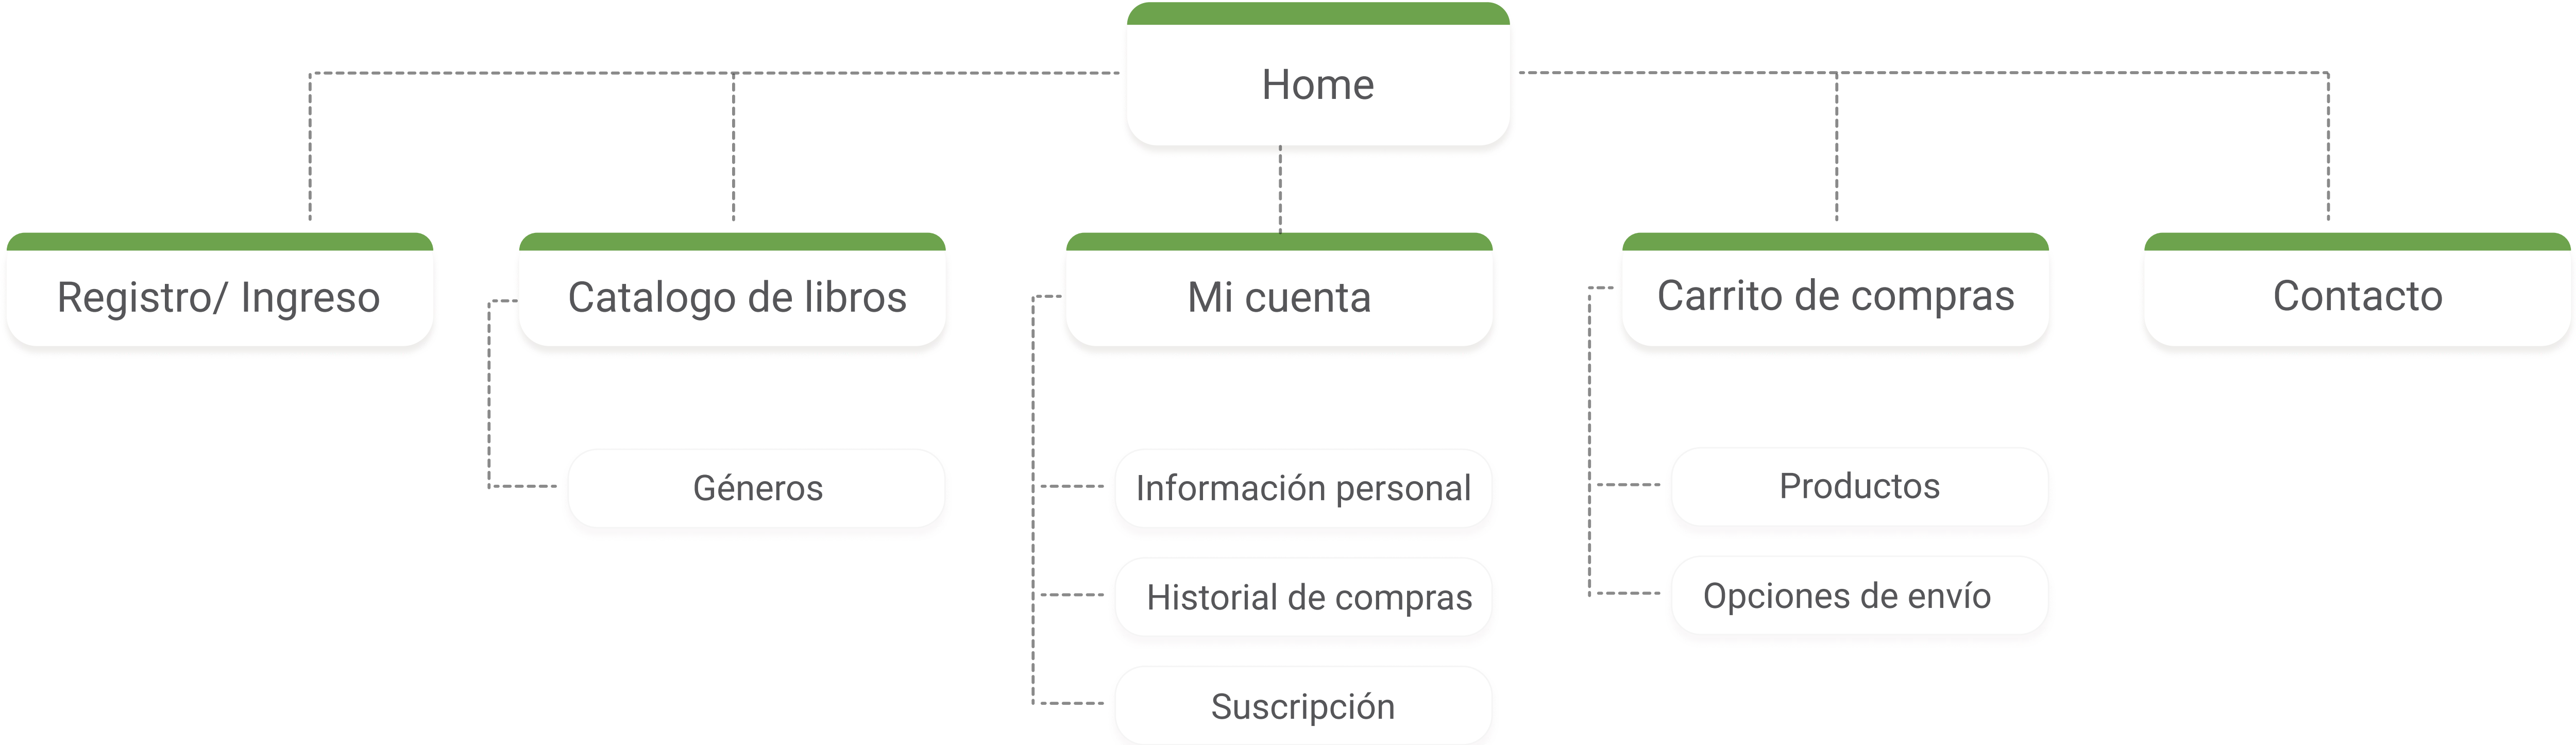 Home
Registro/ Ingreso
Catalogo de libros
Mi cuenta
Carrito de compras
Contacto
Géneros
Información personal
Productos
Historial de compras
Opciones de envío
Suscripción